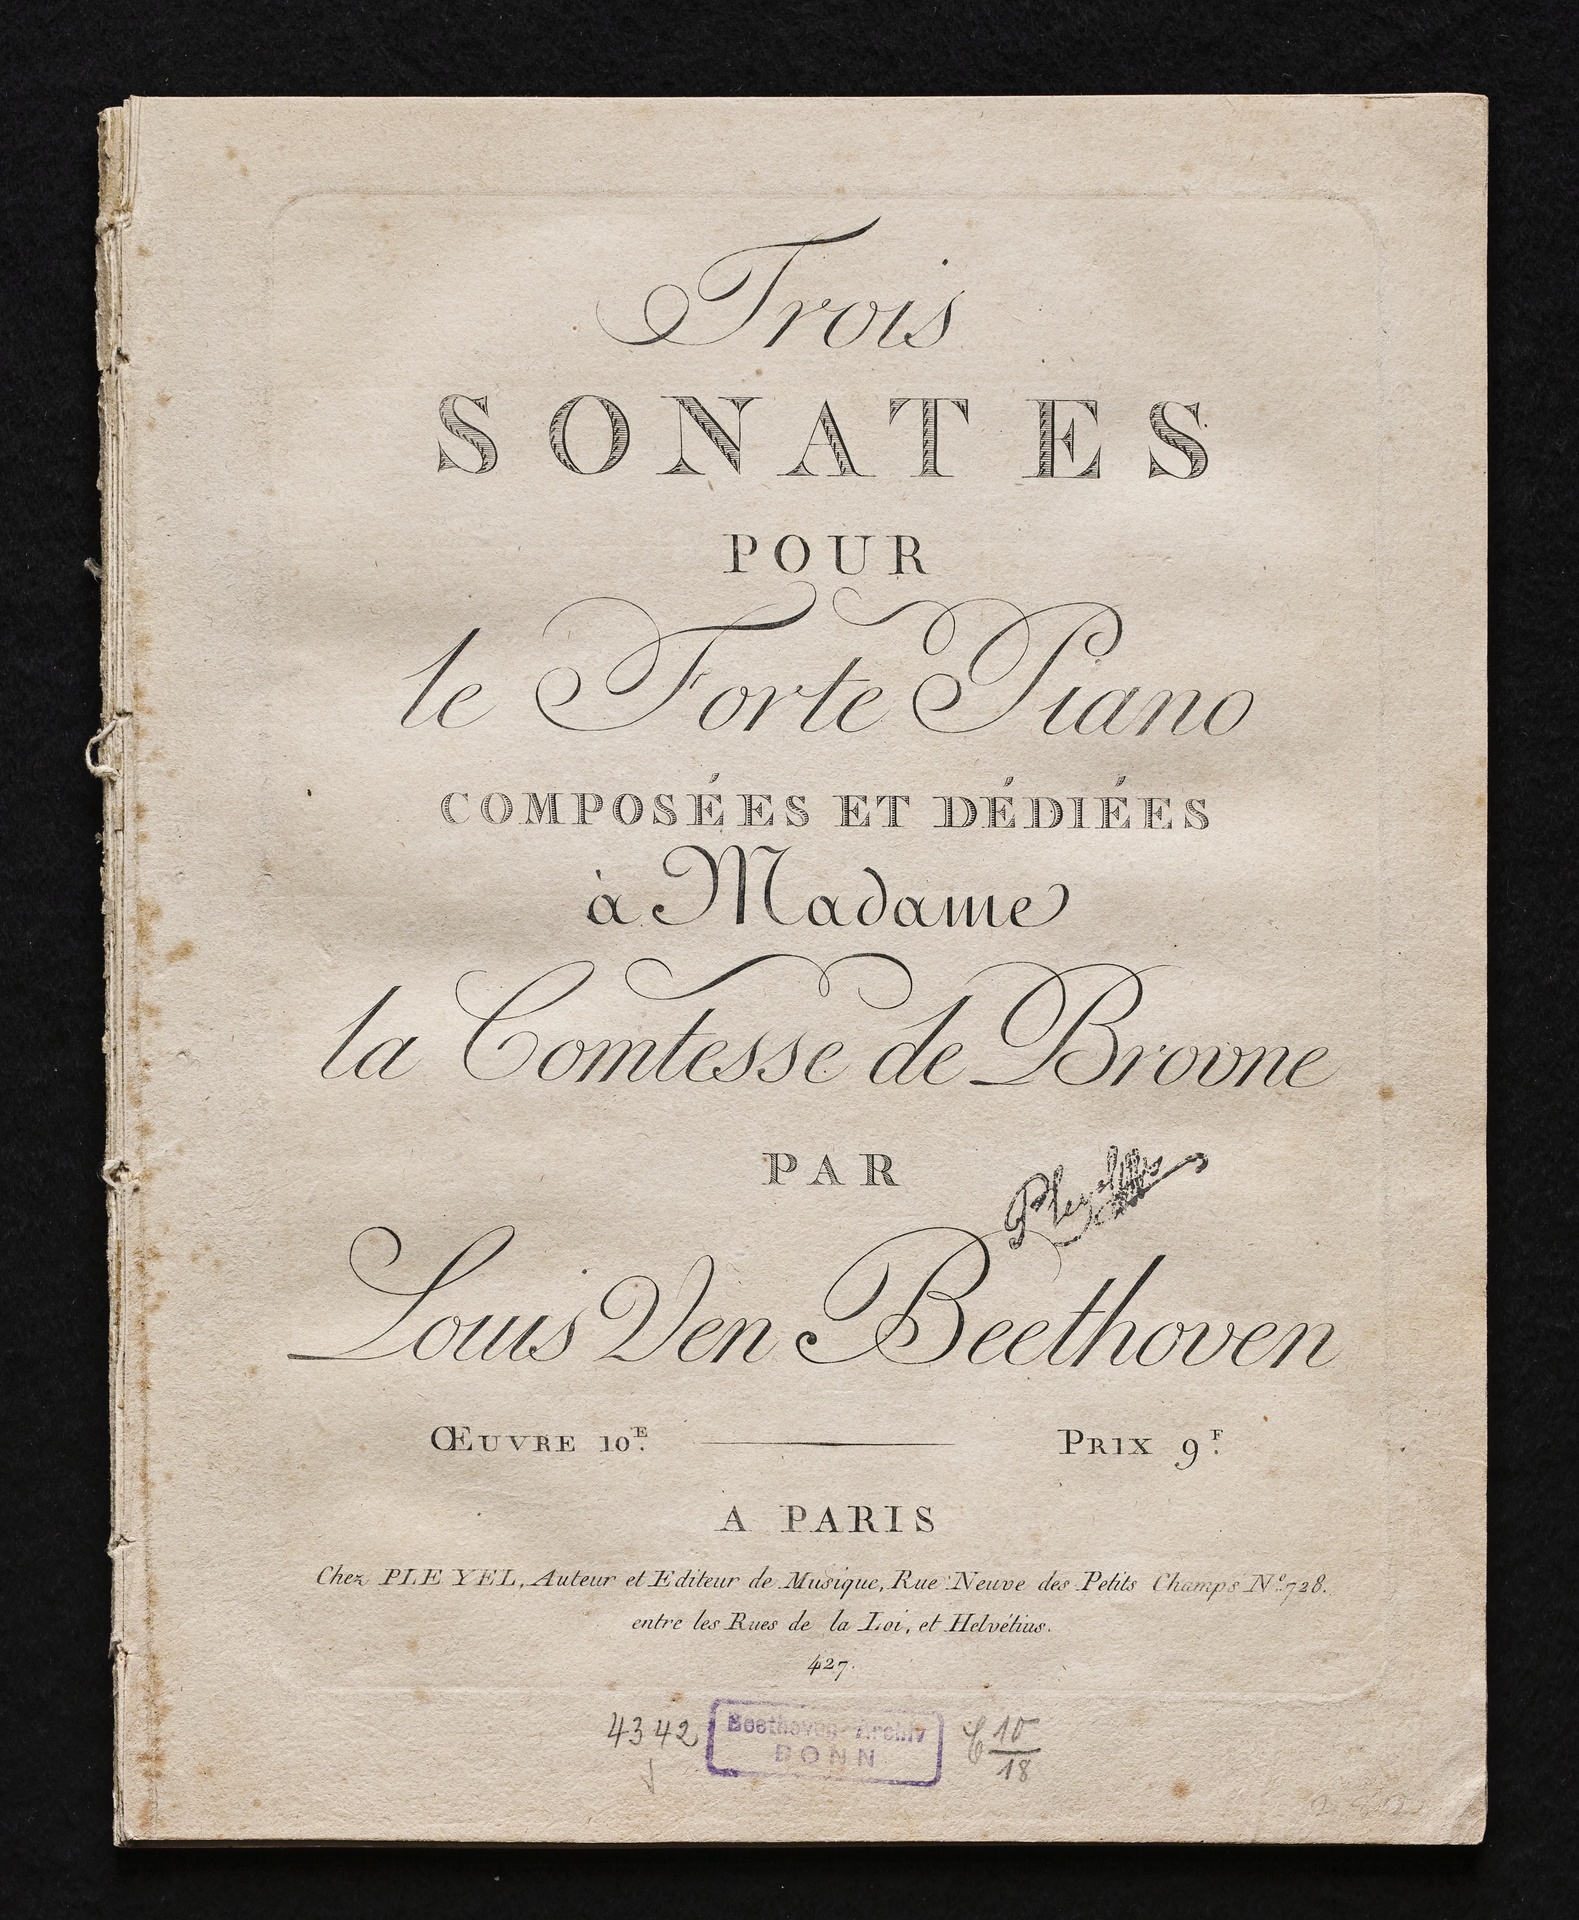 Trois
SONATES
POUR
le Forte Piano
COMPOSÉES ET DÉDIÉES
à Madame
la Comtesse de Brovne
PAR
Louis Ven Beethoven
ŒUVRE 10E. PRIX 9F.
A PARIS
Chez PLEYEL, Auteur et Editeur de Musique, Rue Neuve des Petits Champs No. 728.
entre les Rues de la Loi, et Helvétius.
427.
4342
Beethoven-Archiv
BONN
C 10
18